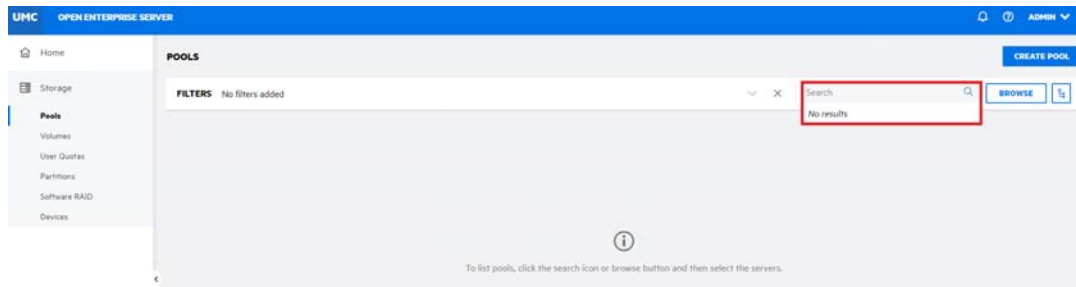 UMC OPEN ENTERPRISE SERVER ADMIN
Home
POOLS
CREATE POOL
Storage
FILTERS No filters added
Search
BROWSE
No results
Pools
Volumes
User Quotas
Partitions
Software RAID
Devices
To list pools, click the search icon or browse button and then select the servers.